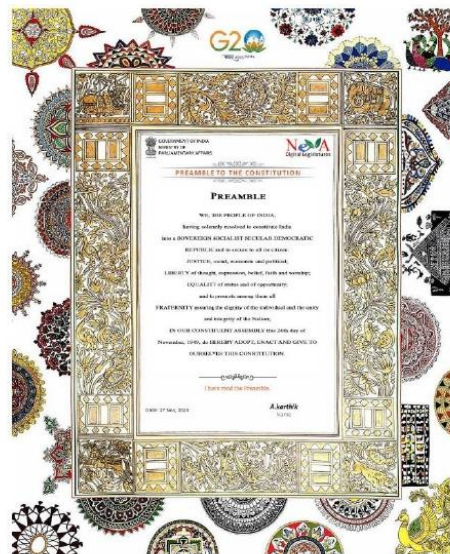 G20
GOVERNMENT OF INDIA
MINISTRY OF
PARLIAMENTARY AFFAIRS
NeVA
Digital Legislatures
PREAMBLE TO THE CONSTITUTION
PREAMBLE
WE, THE PEOPLE OF INDIA,
having solemnly resolved to constitute India
into a SOVEREIGN SOCIALIST SECULAR DEMOCRATIC
REPUBLIC and to secure to all its citizens
JUSTICE, social, economic and political;
LIBERTY of thought, expression, belief, faith and worship;
EQUALITY of status and of opportunity;
and to promote among them all
FRATERNITY assuring the dignity of the individual and the unity
and integrity of the Nation;
IN OUR CONSTITUENT ASSEMBLY this 26th day of
November, 1949, do HEREBY ADOPT, ENACT AND GIVE TO
OURSELVES THIS CONSTITUTION.
I have read the Preamble.
DATE: 27 Nov, 2024
A.karthik